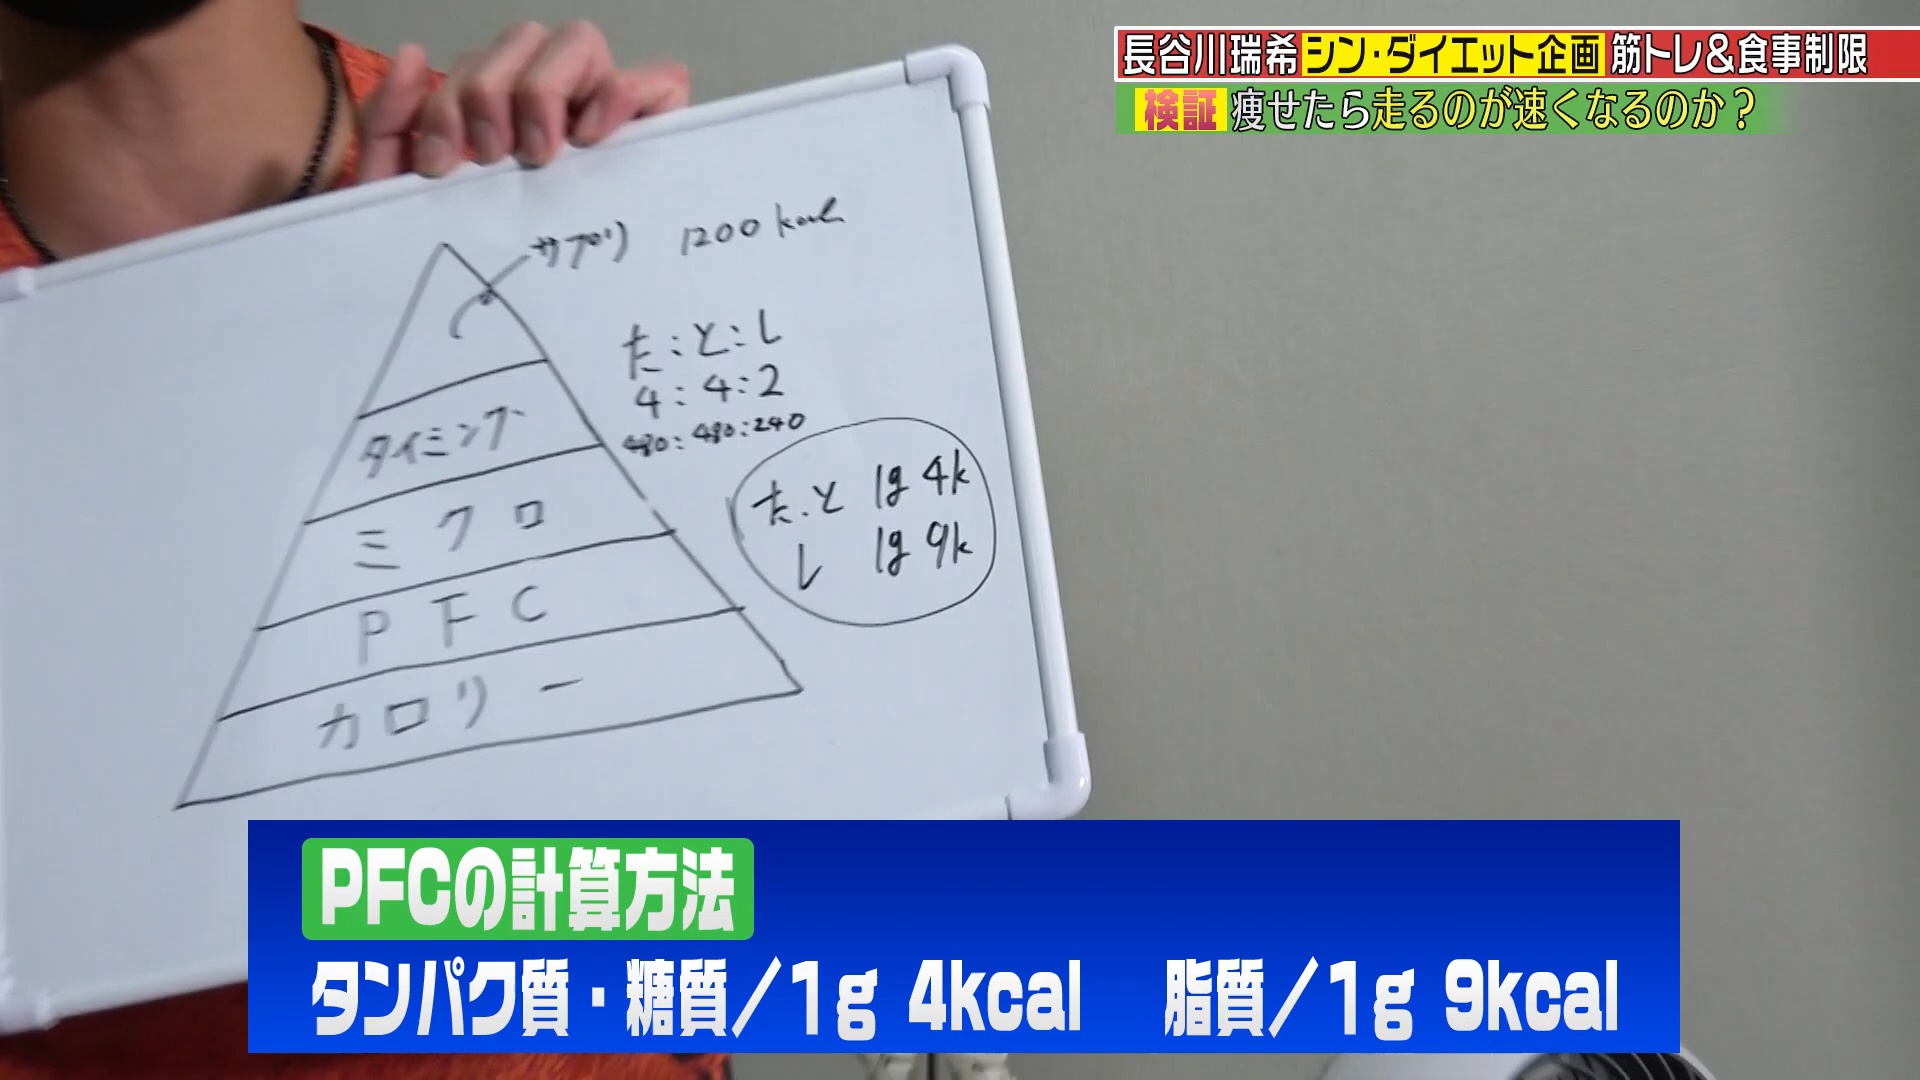 長谷川瑞希 シン・ダイエット企画 筋トレ&食事制限
検証 痩せたら走るのが速くなるのか？
サプリ 1200 kcal
た:と:し
4:4:2
480:480:240
タイミング
た.と 1g 4k
ミクロ
し 1g 9k
PFC
カロリー
PFCの計算方法
タンパク質・糖質／1g 4kcal 脂質／1g 9kcal